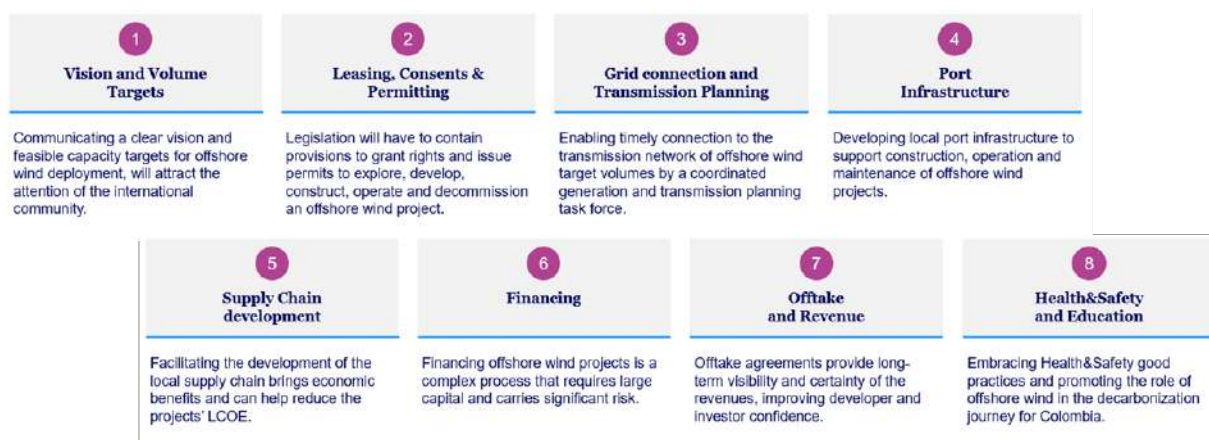 1
Vision and Volume
Targets
Communicating a clear vision and
feasible capacity targets for offshore
wind deployment, will attract the
attention of the international
community.
2
Leasing, Consents &
Permitting
Legislation will have to contain
provisions to grant rights and issue
permits to explore, develop,
construct, operate and decommission
an offshore wind project.
3
Grid connection and
Transmission Planning
Enabling timely connection to the
transmission network of offshore wind
target volumes by a coordinated
generation and transmission planning
task force.
4
Port
Infrastructure
Developing local port infrastructure to
support construction, operation and
maintenance of offshore wind
projects.
5
Supply Chain
development
Facilitating the development of the
local supply chain brings economic
benefits and can help reduce the
projects' LCOE.
6
Financing
Financing offshore wind projects is a
complex process that requires large
capital and carries significant risk.
7
Offtake
and Revenue
Offtake agreements provide long-
term visibility and certainty of the
revenues, improving developer and
investor confidence.
8
Health&Safety
and Education
Embracing Health&Safety good
practices and promoting the role of
offshore wind in the decarbonization
journey for Colombia.